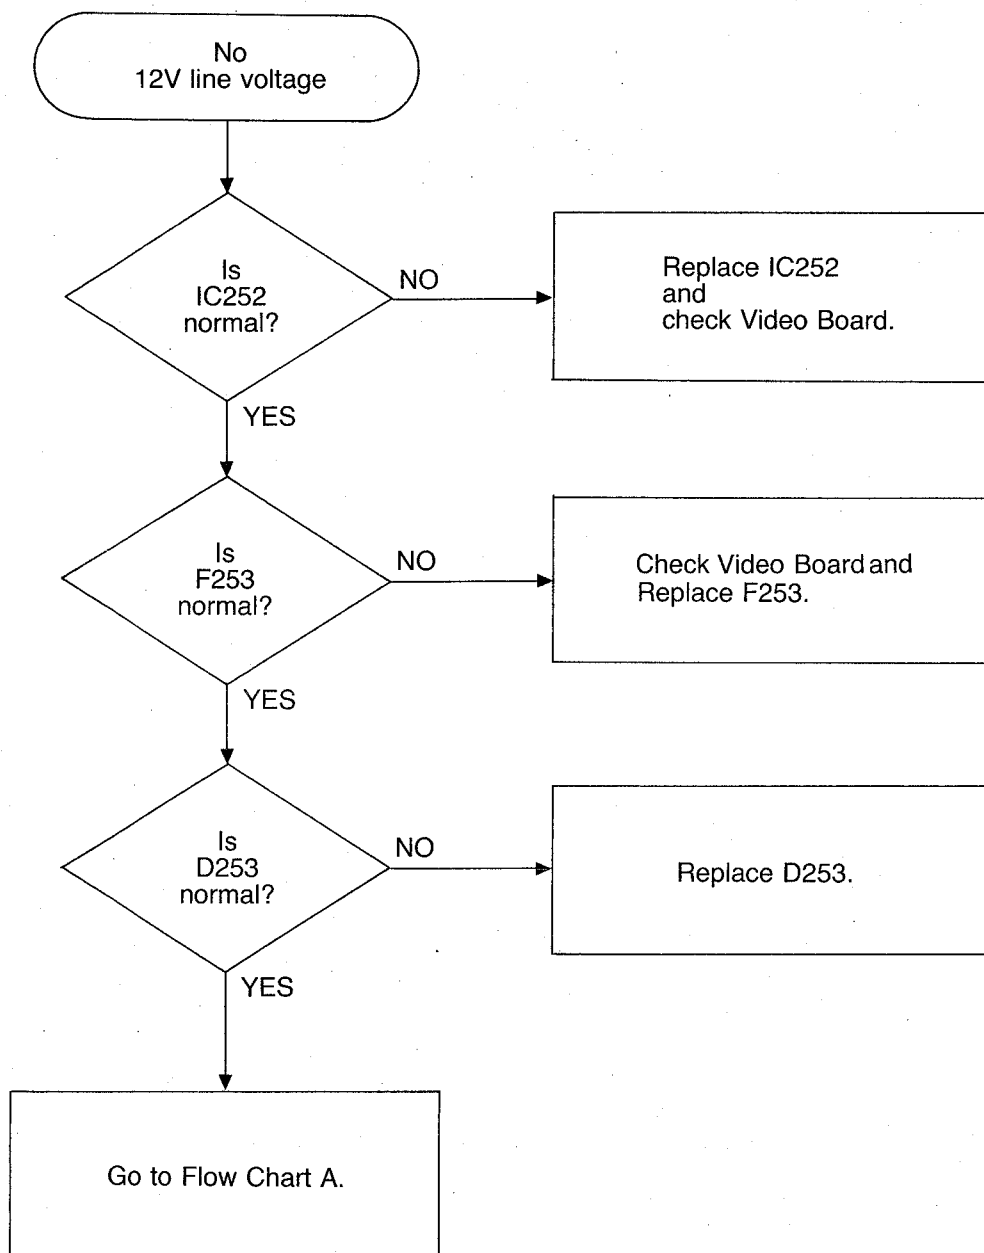 No
12V line voltage
Is
IC252
normal?
NO
Replace IC252
and
check Video Board.
YES
Is
F253
normal?
NO
Check Video Board and
Replace F253.
YES
Is
D253
normal?
NO
Replace D253.
YES
Go to Flow Chart A.